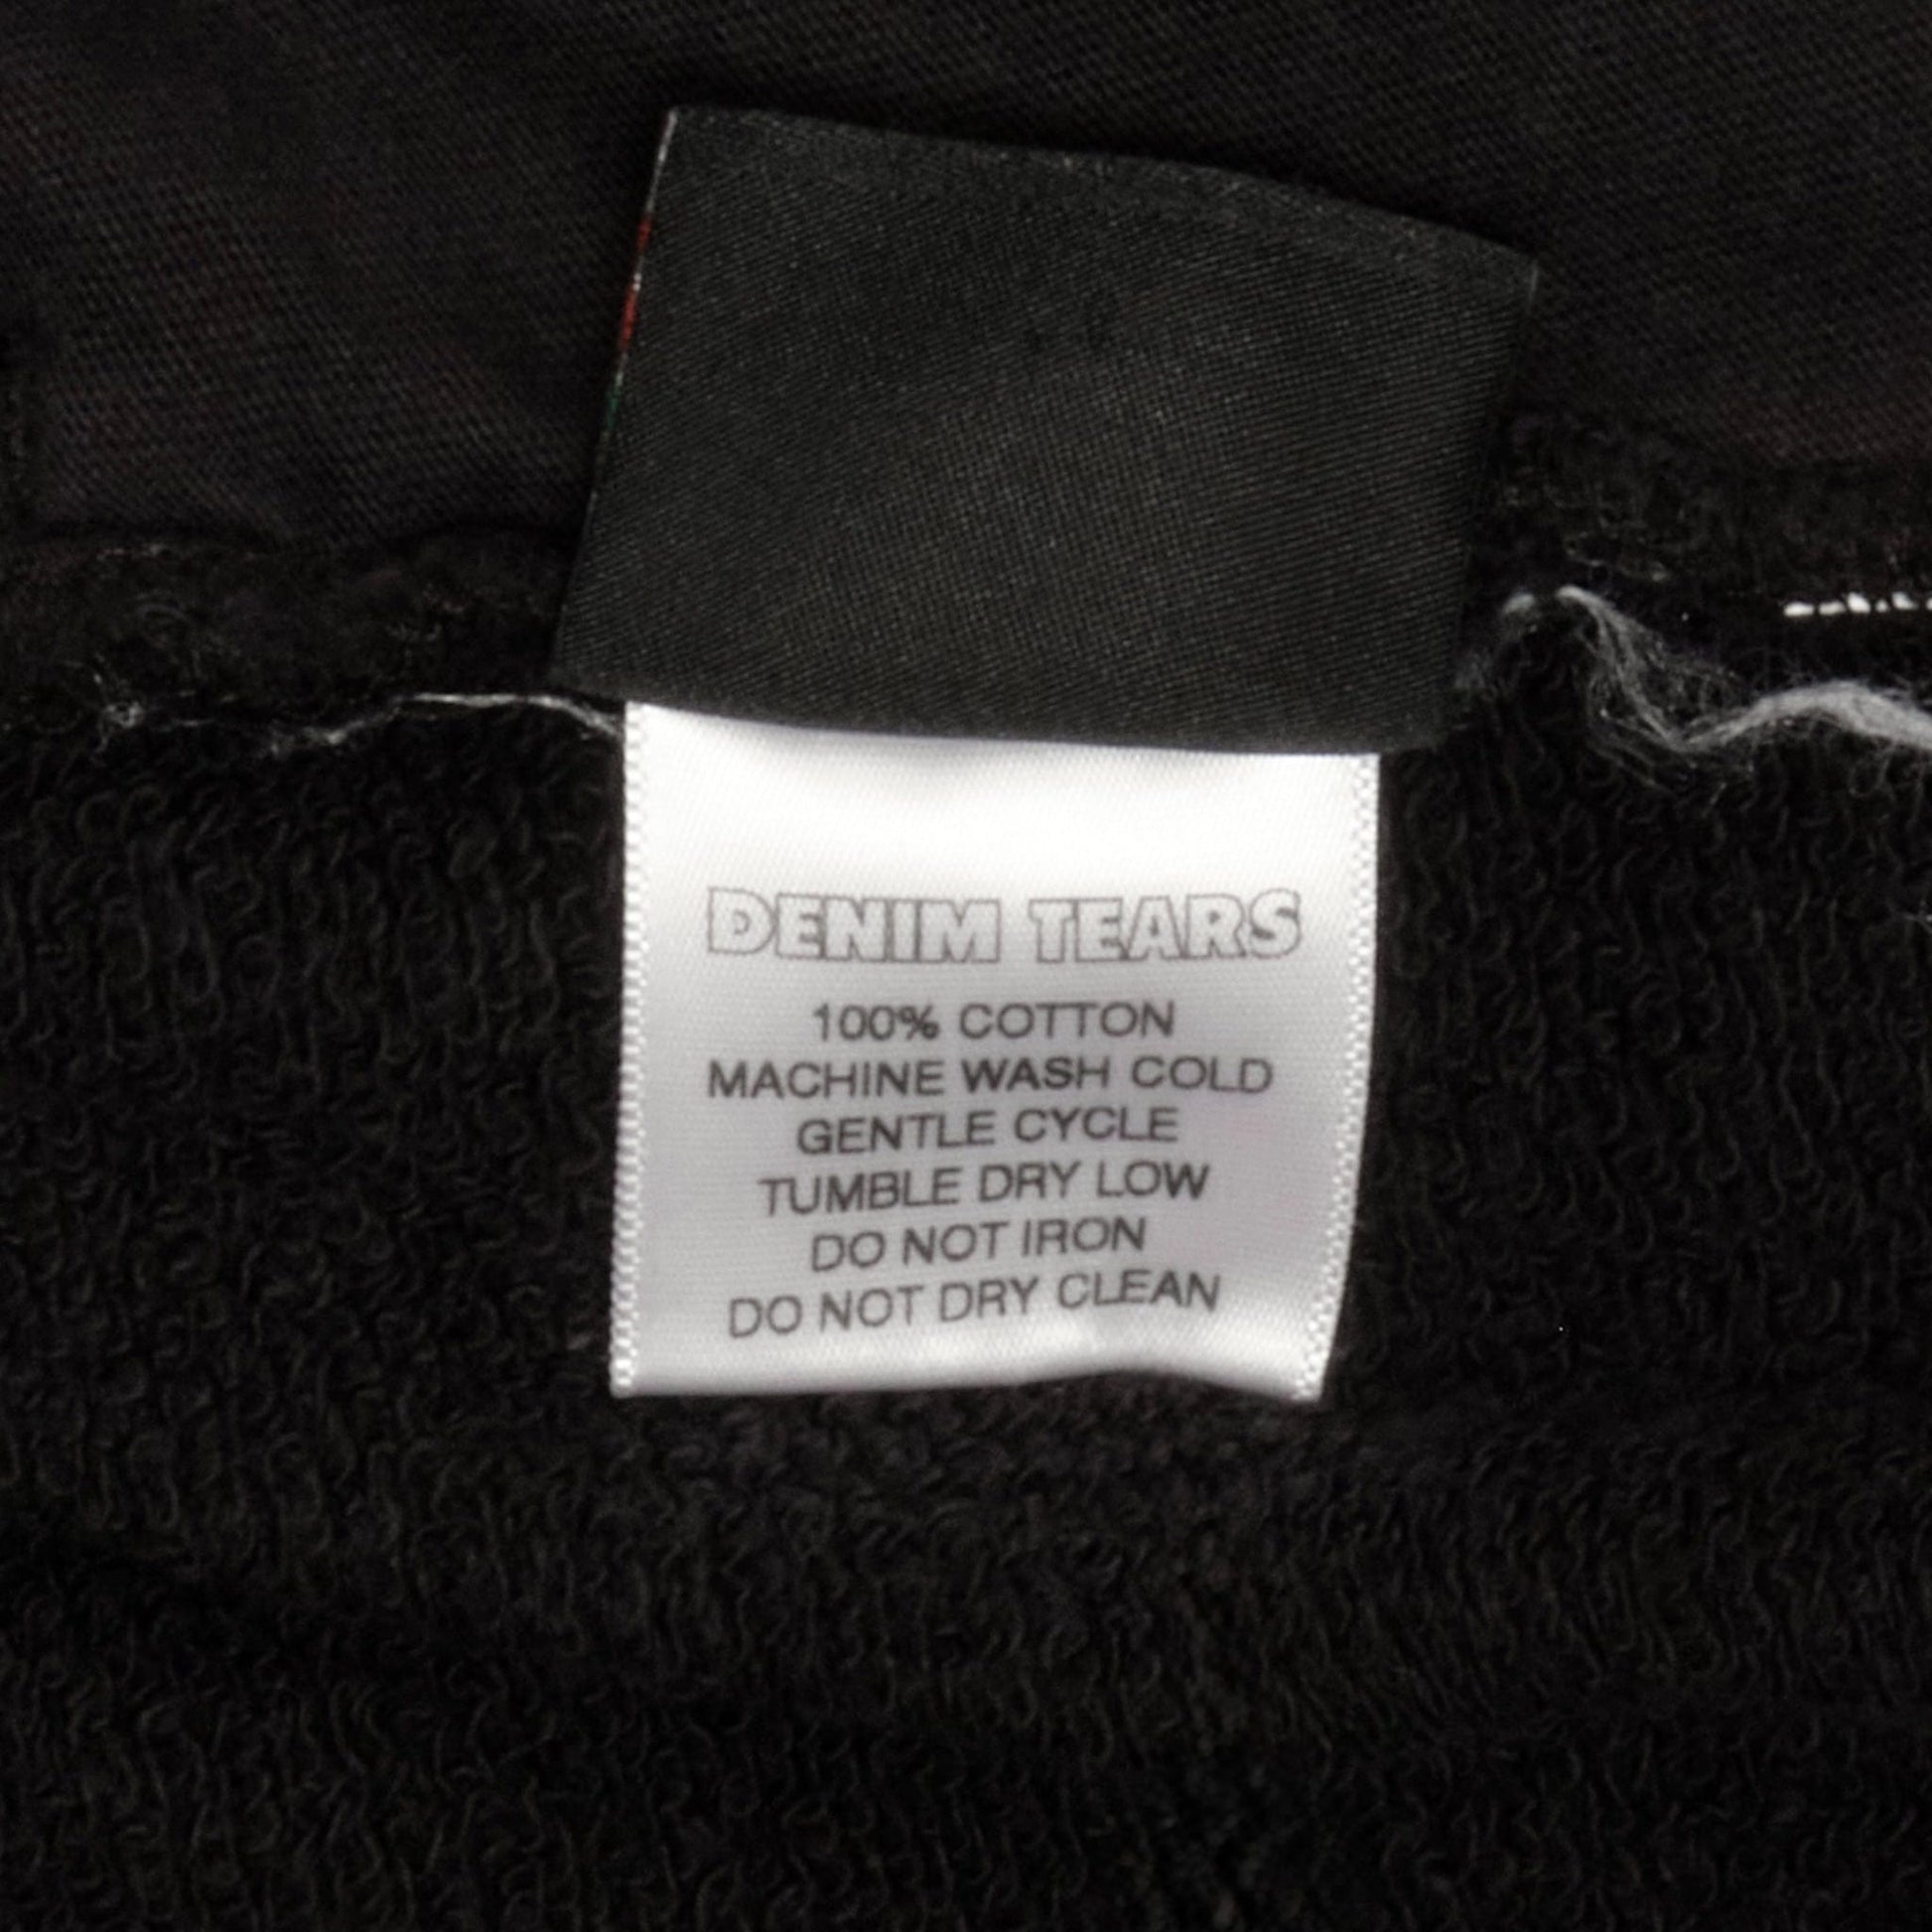 DENIM TEARS
100% COTTON
MACHINE WASH COLD
GENTLE CYCLE
TUMBLE DRY LOW
DO NOT IRON
DO NOT DRY CLEAN